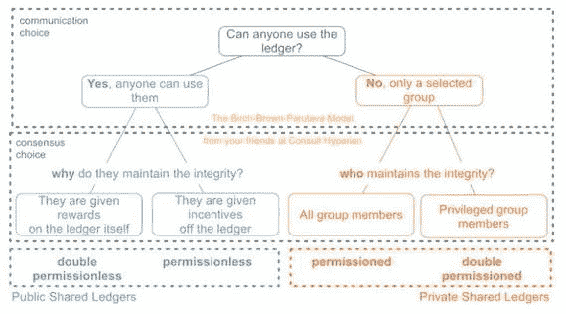 communication
choice
Can anyone use the
ledger?
Yes, anyone can use
them
No, only a selected
group
The Birch-Brown-Parulava Model
from your friends at Consult Hyperion
consensus
choice
why do they maintain the integrity?
who maintains the integrity?
They are given
rewards
on the ledger itself
They are given
incentives
off the ledger
All group members
Privileged group
members
double
permissionless
permissionless
permissioned
double
permissioned
Public Shared Ledgers
Private Shared Ledgers